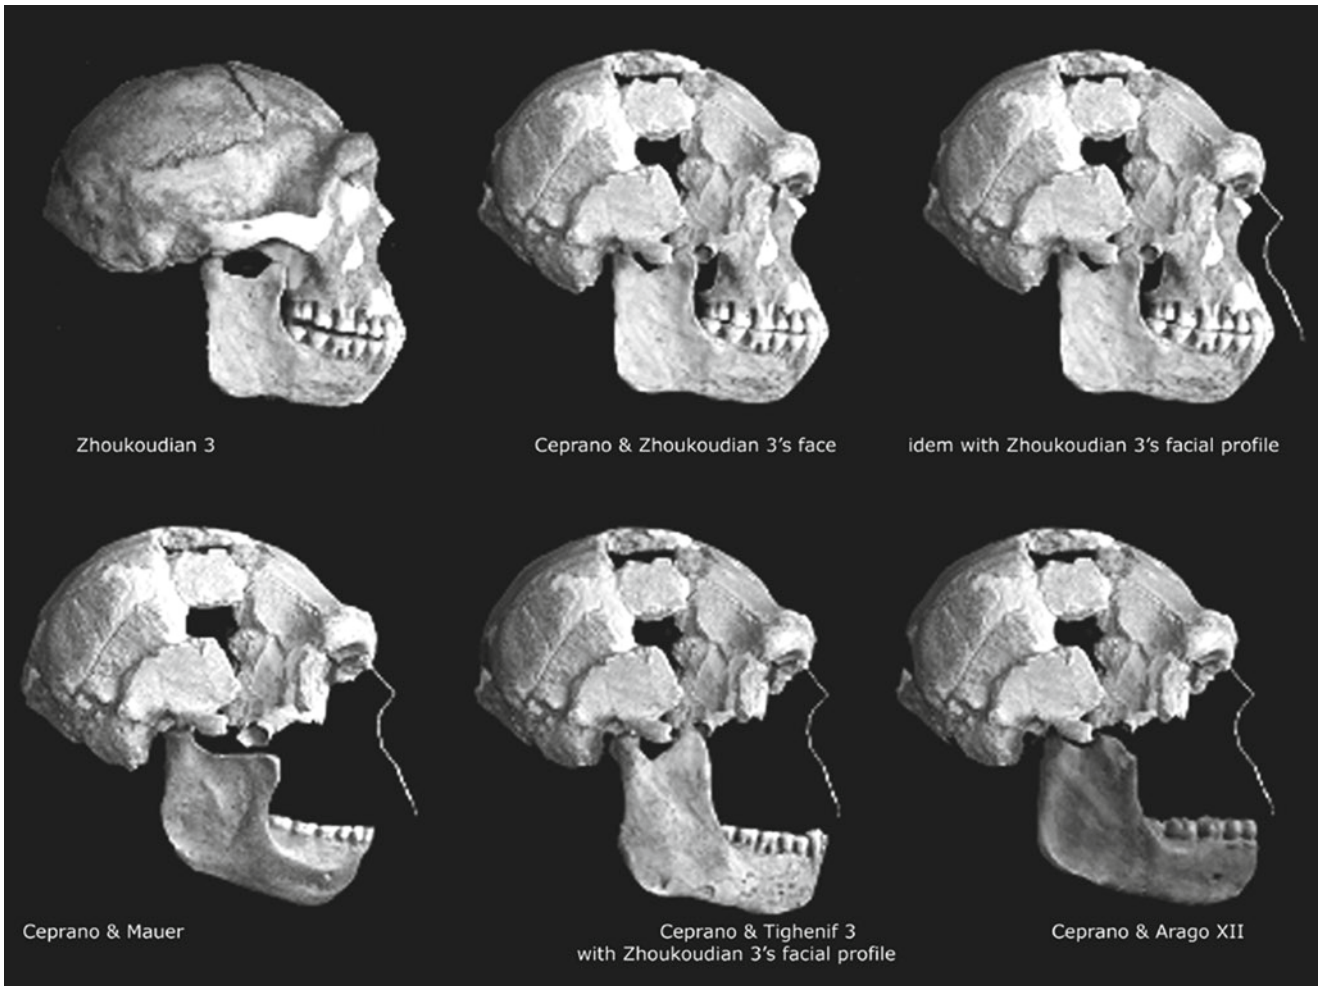 Zhoukoudian 3
Ceprano & Zhoukoudian 3's face
idem with Zhoukoudian 3's facial profile
Ceprano & Mauer
Ceprano & Tighenif 3
with Zhoukoudian 3's facial profile
Ceprano & Arago XII